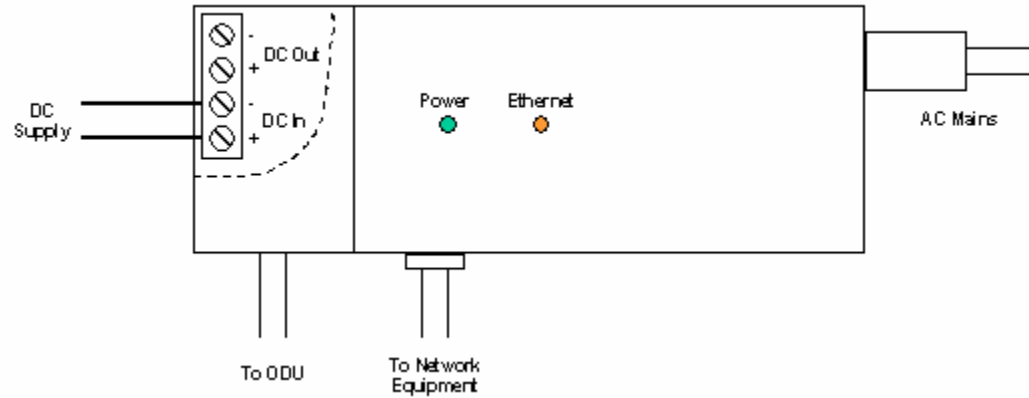 -
DC Out
+
-
DC In
+
DC
Supply
Power
Ethernet
AC Mains
To ODU
To Network
Equipment